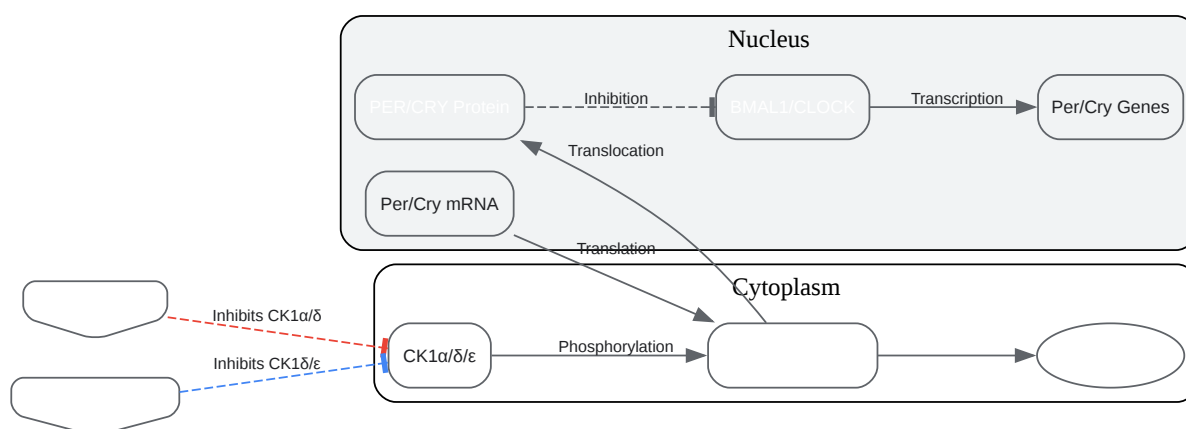 Nucleus
PER/CRY Protein
Inhibition
BMAL1/CLOCK
Transcription
Per/Cry Genes
Translocation
Per/Cry mRNA
Translation
Cytoplasm
Inhibits CK1α/δ
CK1α/δ/ε
Phosphorylation
Inhibits CK1δ/ε